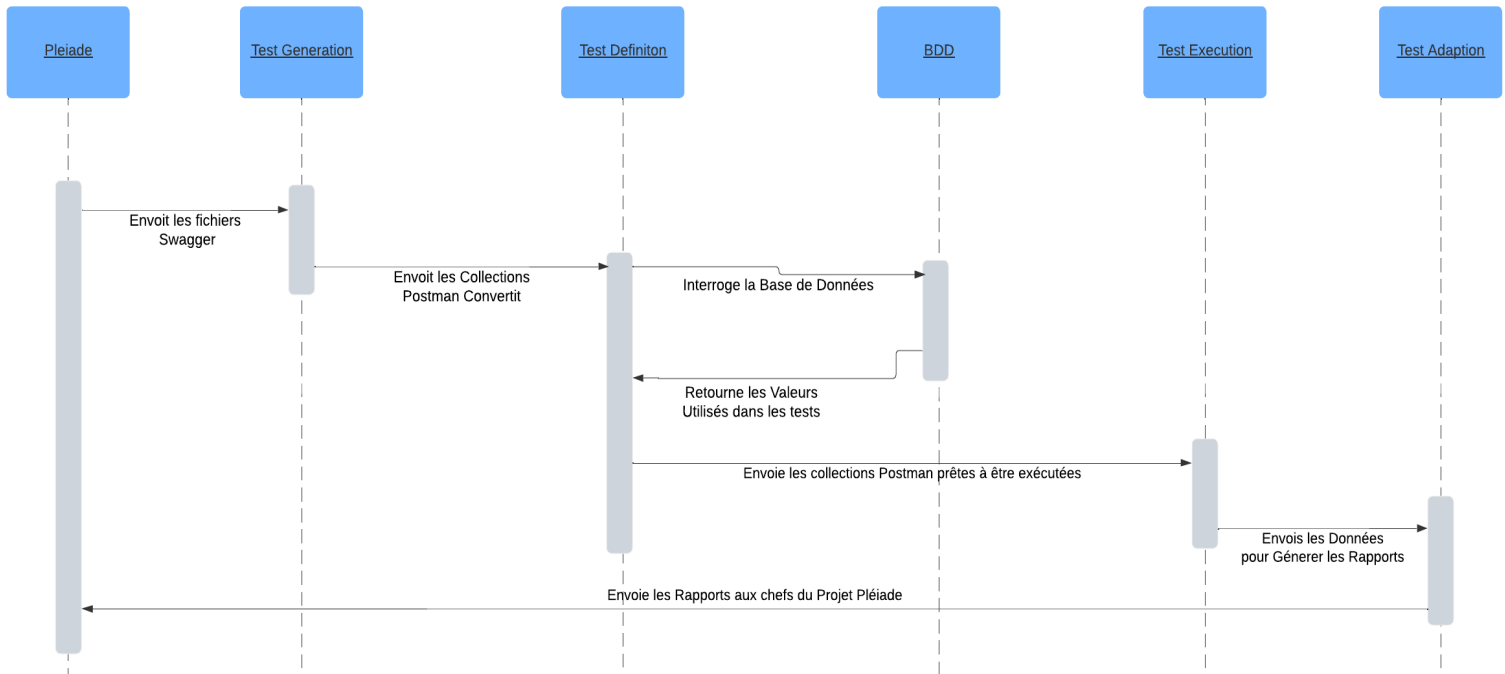 Pleiade
Test Generation
Test Definiton
BDD
Test Execution
Test Adaption
Envoit les fichiers
Swagger
Envoit les Collections
Postman Convertit
Interroge la Base de Données
Retourne les Valeurs
Utilisés dans les tests
Envoie les collections Postman prêtes à être exécutées
Envois les Données
pour Génerer les Rapports
Envoie les Rapports aux chefs du Projet Pléiade